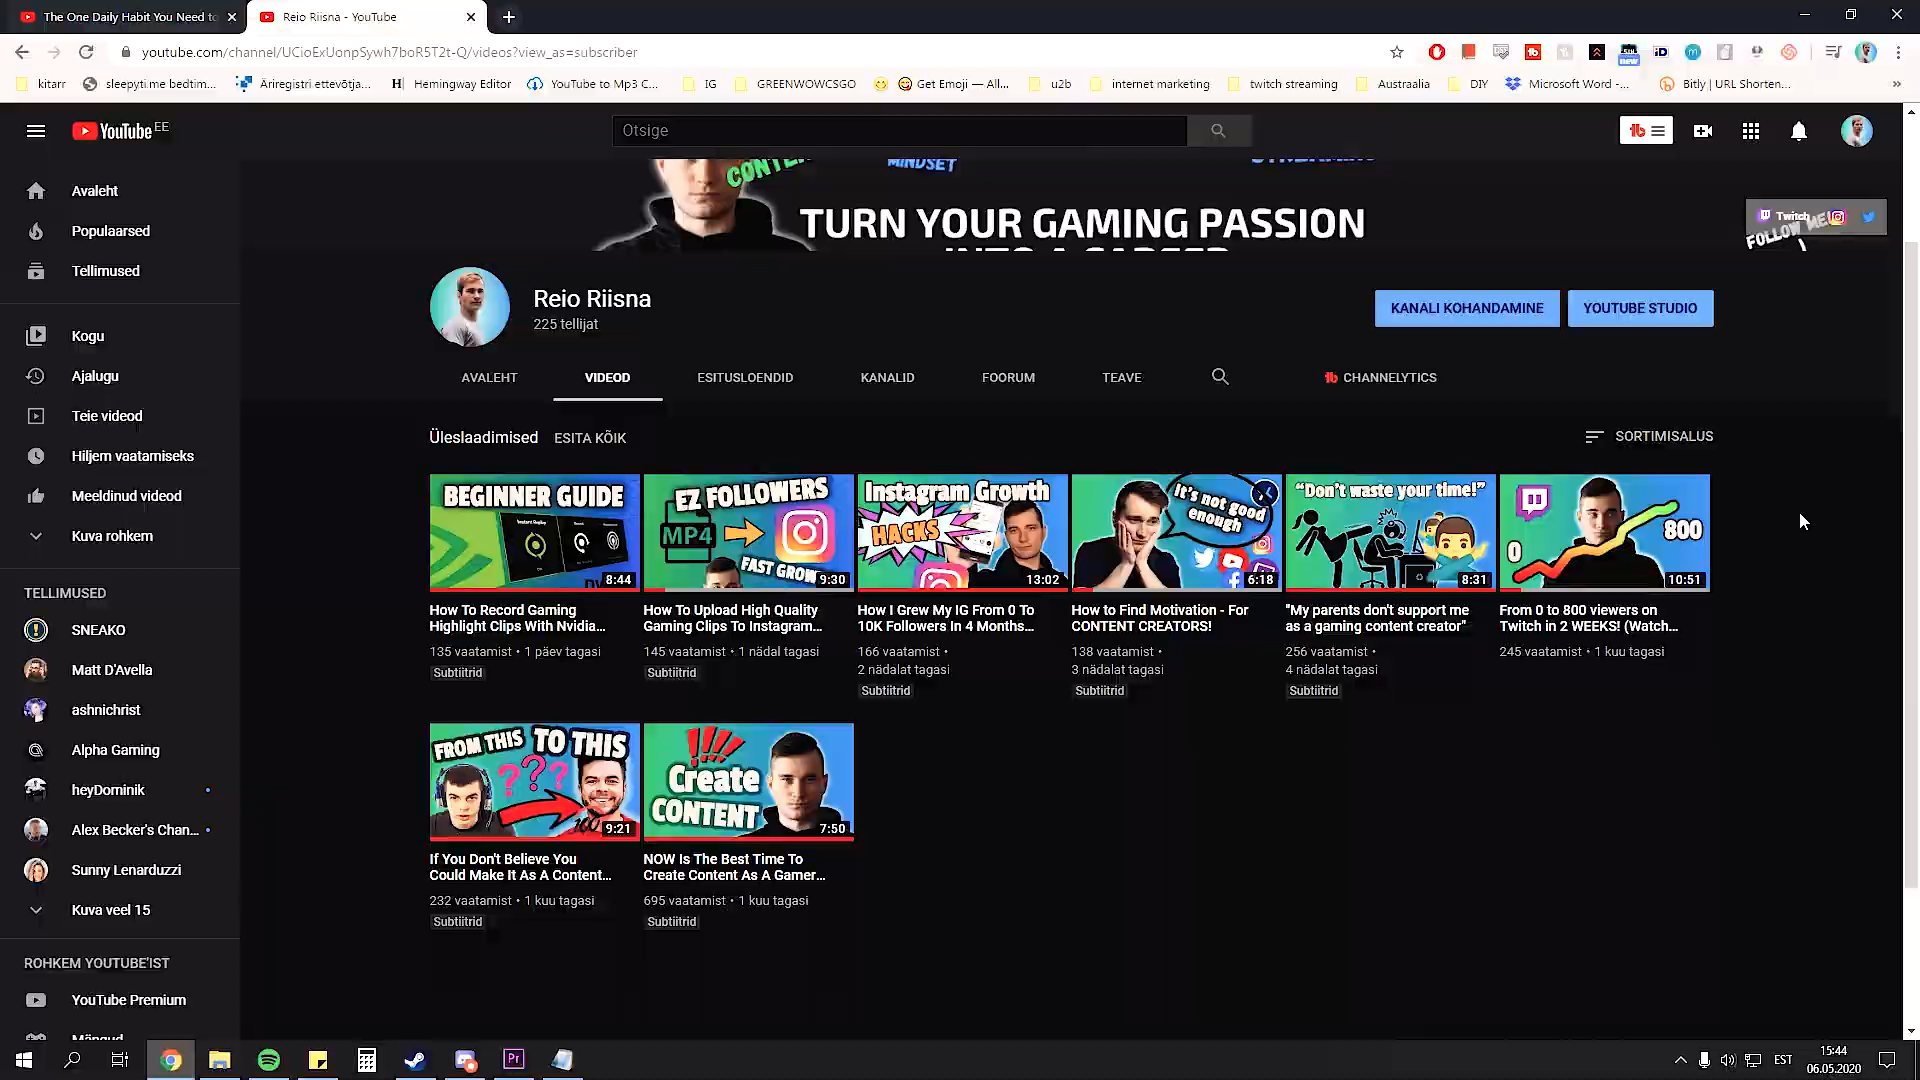 The One Daily Habit You Need to
Reio Riisna - YouTube
youtube.com/channel/UCioExUonpSywh7boR5T2t-Q/videos?view_as=subscriber
kitarr
sleepyti.me bedtim...
Äriregistri ettevõtja...
Hemingway Editor
YouTube to Mp3 C...
IG
GREENWOWCSGO
Get Emoji — All...
u2b
internet marketing
twitch streaming
Austraalia
DIY
Microsoft Word -...
Bitly | URL Shorten...
YouTube EE
Otsige
Avaleht
Populaarsed
Tellimused
Kogu
Ajalugu
Teie videod
Hiljem vaatamiseks
Meeldinud videod
Kuva rohkem
TELLIMUSED
SNEAKO
Matt D'Avella
ashnichrist
Alpha Gaming
heyDominik
Alex Becker's Chan...
Sunny Lenarduzzi
Kuva veel 15
ROHKEM YOUTUBE'IST
YouTube Premium
Mängud
CONTENT
MINDSET
STREAMING
TURN YOUR GAMING PASSION
INTO A CAREER
Twitch
FOLLOW ME!
Reio Riisna
225 tellijat
KANALI KOHANDAMINE
YOUTUBE STUDIO
AVALEHT
VIDEOD
ESITUSLOENDID
KANALID
FOORUM
TEAVE
CHANNELYTICS
Üleslaadimised
ESITA KÕIK
SORTIMISALUS
BEGINNER GUIDE
8:44
How To Record Gaming
Highlight Clips With Nvidia...
135 vaatamist • 1 päev tagasi
Subtiitrid
EZ FOLLOWERS
MP4
FAST GROW
9:30
How To Upload High Quality
Gaming Clips To Instagram...
145 vaatamist • 1 nädal tagasi
Subtiitrid
Instagram Growth
HACKS
13:02
How I Grew My IG From 0 To
10K Followers In 4 Months...
166 vaatamist •
2 nädalat tagasi
Subtiitrid
It's not good
enough
6:18
How to Find Motivation - For
CONTENT CREATORS!
138 vaatamist •
3 nädalat tagasi
Subtiitrid
"Don't waste your time!"
8:31
"My parents don't support me
as a gaming content creator"
256 vaatamist •
4 nädalat tagasi
Subtiitrid
0
800
10:51
From 0 to 800 viewers on
Twitch in 2 WEEKS! (Watch...
245 vaatamist • 1 kuu tagasi
FROM THIS TO THIS
???
9:21
If You Don't Believe You
Could Make It As A Content...
232 vaatamist • 1 kuu tagasi
Subtiitrid
!!!
Create
CONTENT
7:50
NOW Is The Best Time To
Create Content As A Gamer...
695 vaatamist • 1 kuu tagasi
Subtiitrid
Pr
EST
15:44
06.05.2020